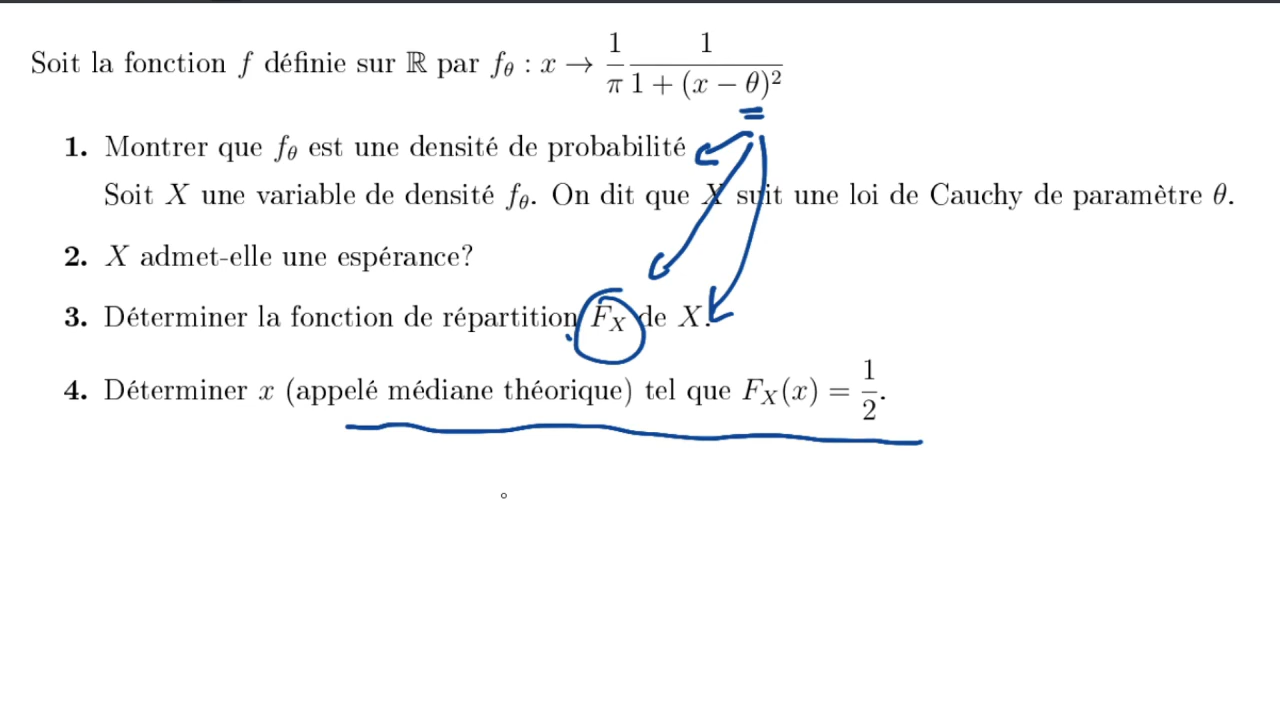 Soit la fonction f définie sur ℝ par f_θ : x → 1/π 1/(1 + (x − θ)²)
1. Montrer que f_θ est une densité de probabilité
Soit X une variable de densité f_θ. On dit que X suit une loi de Cauchy de paramètre θ.
2. X admet-elle une espérance?
3. Déterminer la fonction de répartition F_X de X.
4. Déterminer x (appelé médiane théorique) tel que F_X(x) = 1/2.